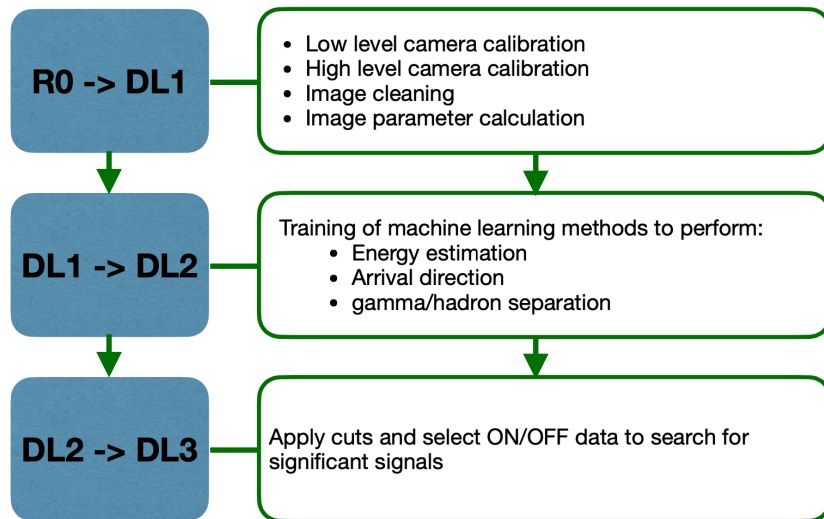 R0 -> DL1
• Low level camera calibration
• High level camera calibration
• Image cleaning
• Image parameter calculation
DL1 -> DL2
Training of machine learning methods to perform:
• Energy estimation
• Arrival direction
• gamma/hadron separation
DL2 -> DL3
Apply cuts and select ON/OFF data to search for
significant signals